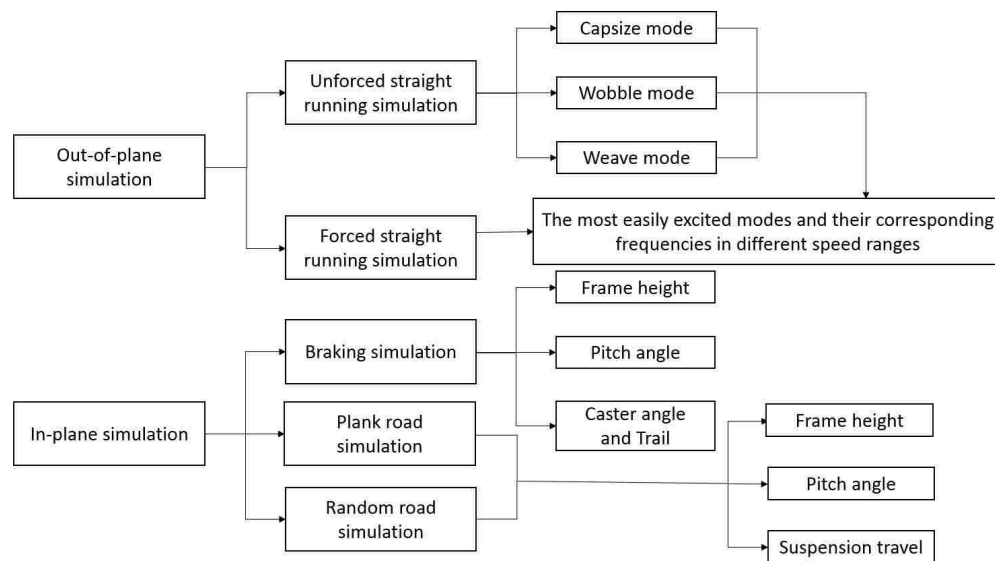 Capsize mode
Unforced straight
running simulation
Wobble mode
Out-of-plane
simulation
Weave mode
Forced straight
running simulation
The most easily excited modes and their corresponding
frequencies in different speed ranges
Frame height
Braking simulation
Pitch angle
In-plane simulation
Plank road
simulation
Caster angle
and Trail
Frame height
Pitch angle
Random road
simulation
Suspension travel